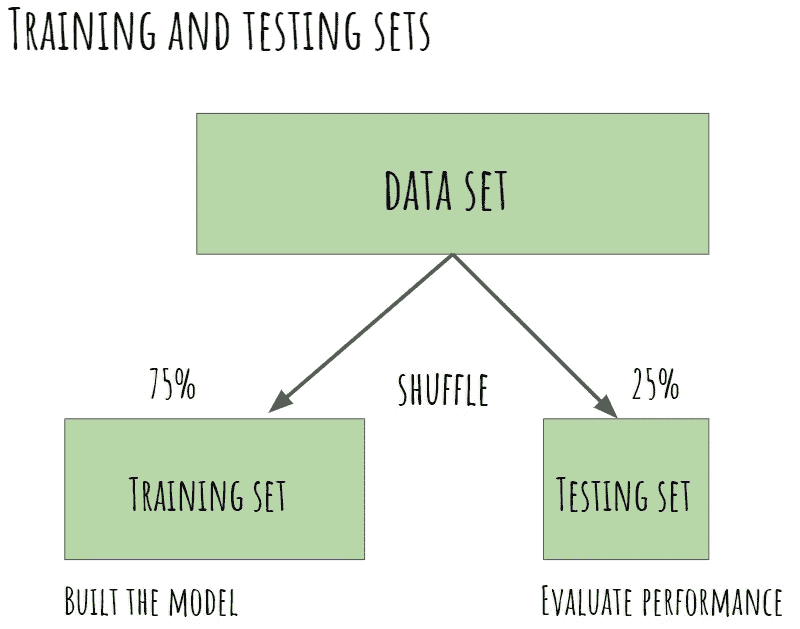 Training and testing sets
data set
75%
shuffle
25%
Training set
Testing set
Built the model
Evaluate performance